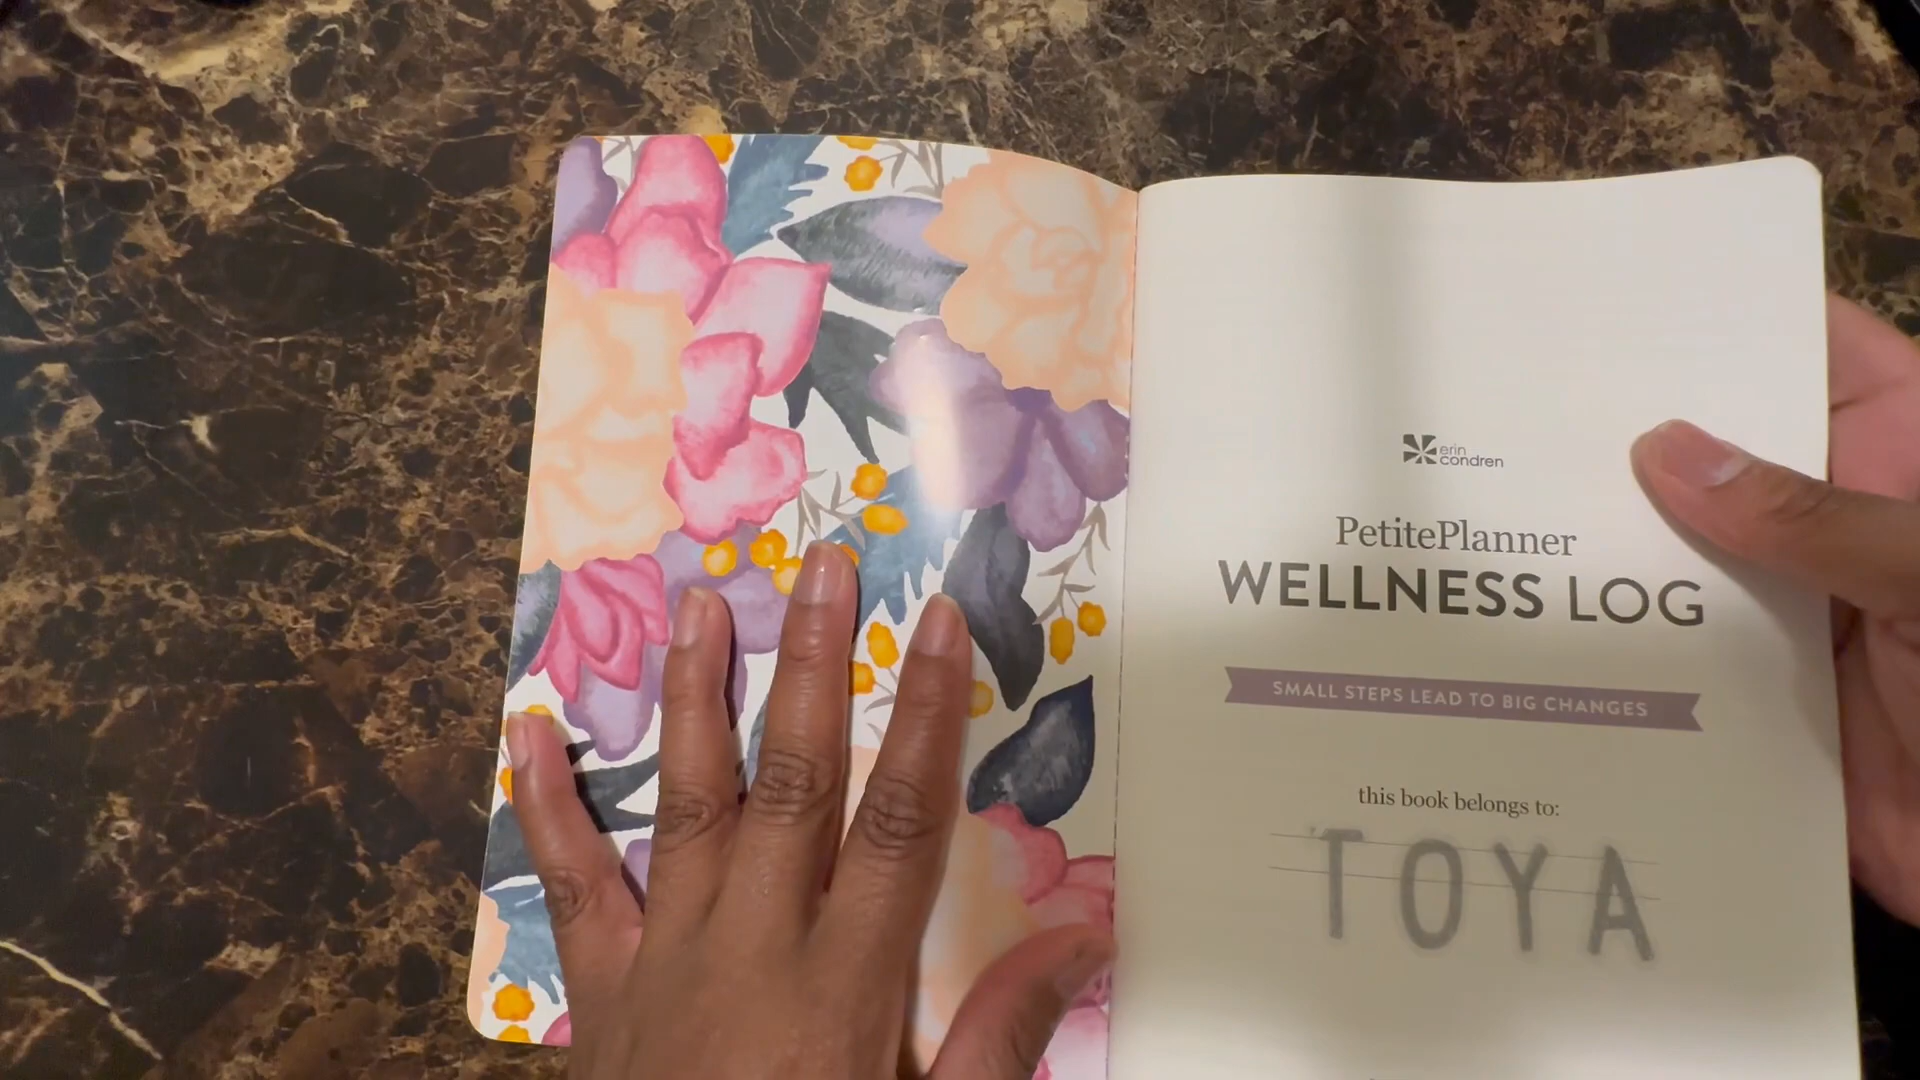 erin
condren
PetitePlanner
WELLNESS LOG
SMALL STEPS LEAD TO BIG CHANGES
this book belongs to:
TOYA